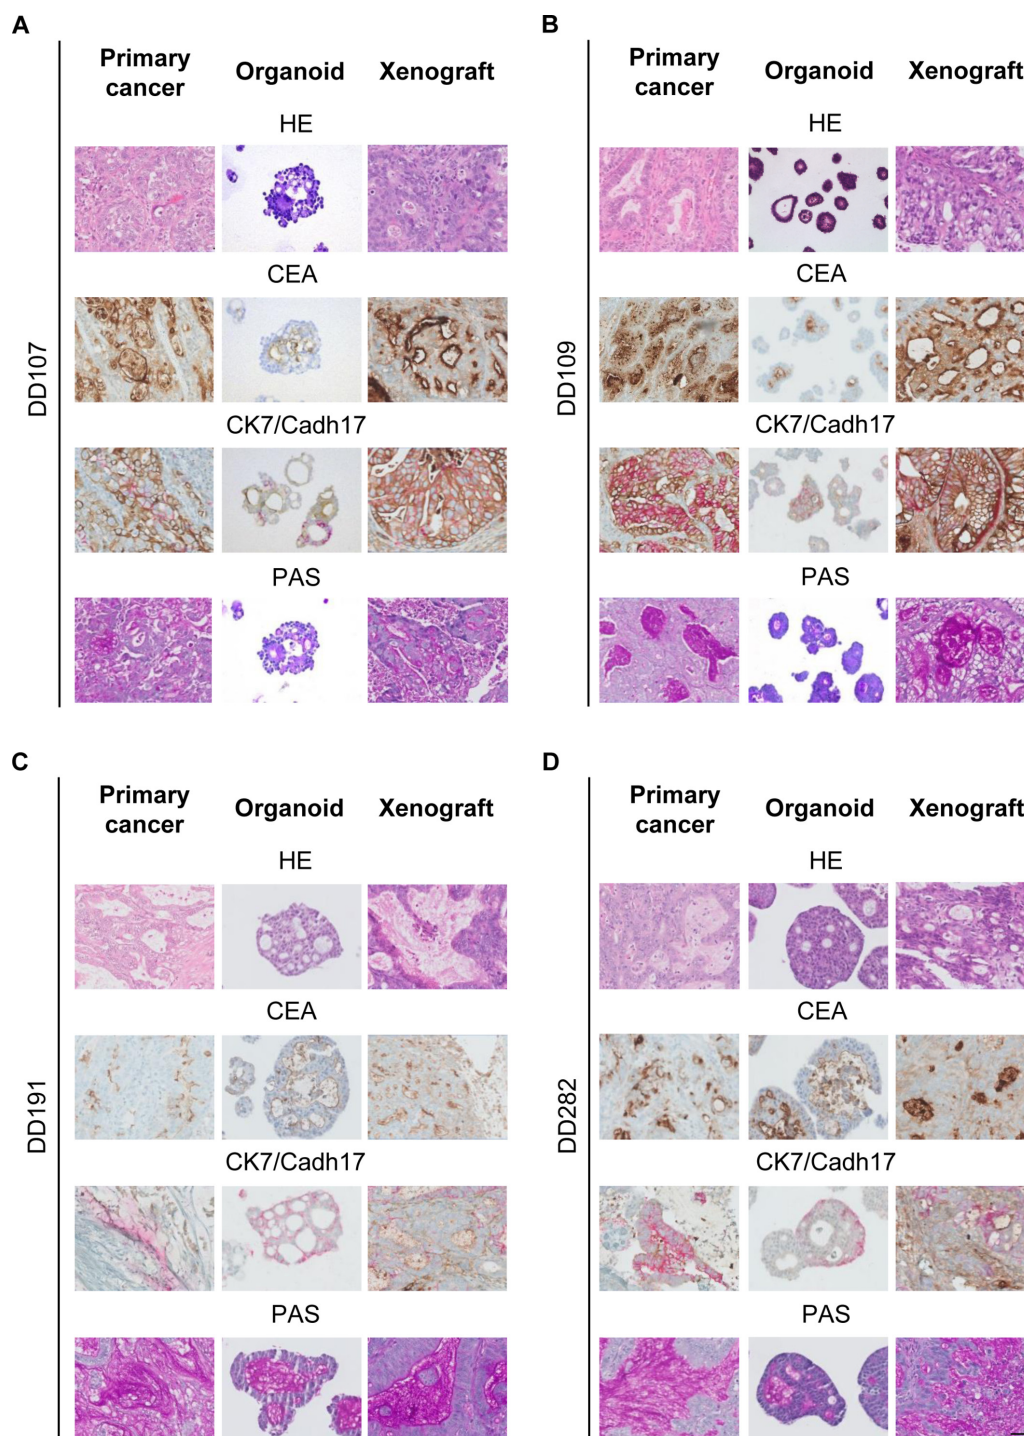 A
Primary
cancer
Organoid
Xenograft
HE
CEA
CK7/Cadh17
PAS
DD107
B
Primary
cancer
Organoid
Xenograft
HE
CEA
CK7/Cadh17
PAS
DD109
C
Primary
cancer
Organoid
Xenograft
HE
CEA
CK7/Cadh17
PAS
DD191
D
Primary
cancer
Organoid
Xenograft
HE
CEA
CK7/Cadh17
PAS
DD282